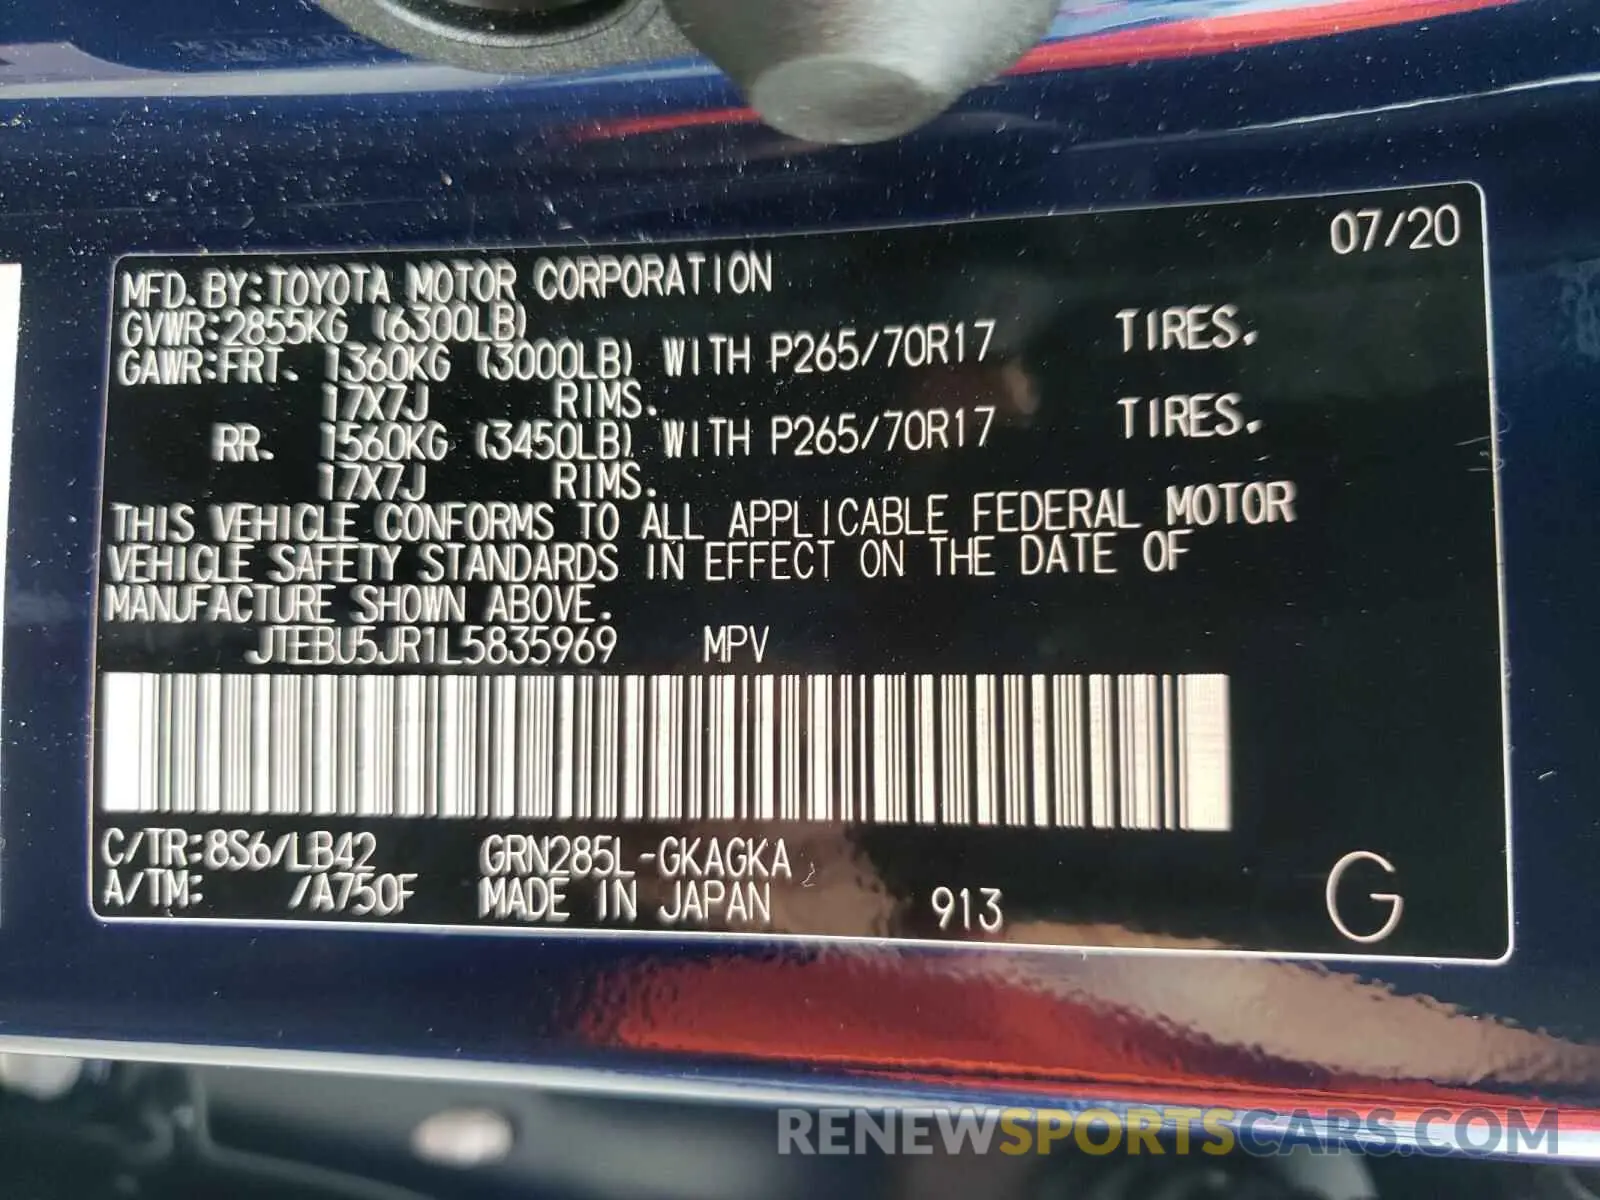 07/20
MFD. BY:TOYOTA MOTOR CORPORATION
GVWR:2855KG (6300LB)
GAWR:FRT. 1360KG (3000LB) WITH P265/70R17 TIRES.
17X7J RIMS.
RR. 1560KG (3450LB) WITH P265/70R17 TIRES.
17X7J RIMS.
THIS VEHICLE CONFORMS TO ALL APPLICABLE FEDERAL MOTOR
VEHICLE SAFETY STANDARDS IN EFFECT ON THE DATE OF
MANUFACTURE SHOWN ABOVE.
JTEBU5JR1L5835969 MPV
C/TR:8S6/LB42 GRN285L-GKAGKA
A/TM: /A750F MADE IN JAPAN 913 G
RENEWSPORTSCARS.COM